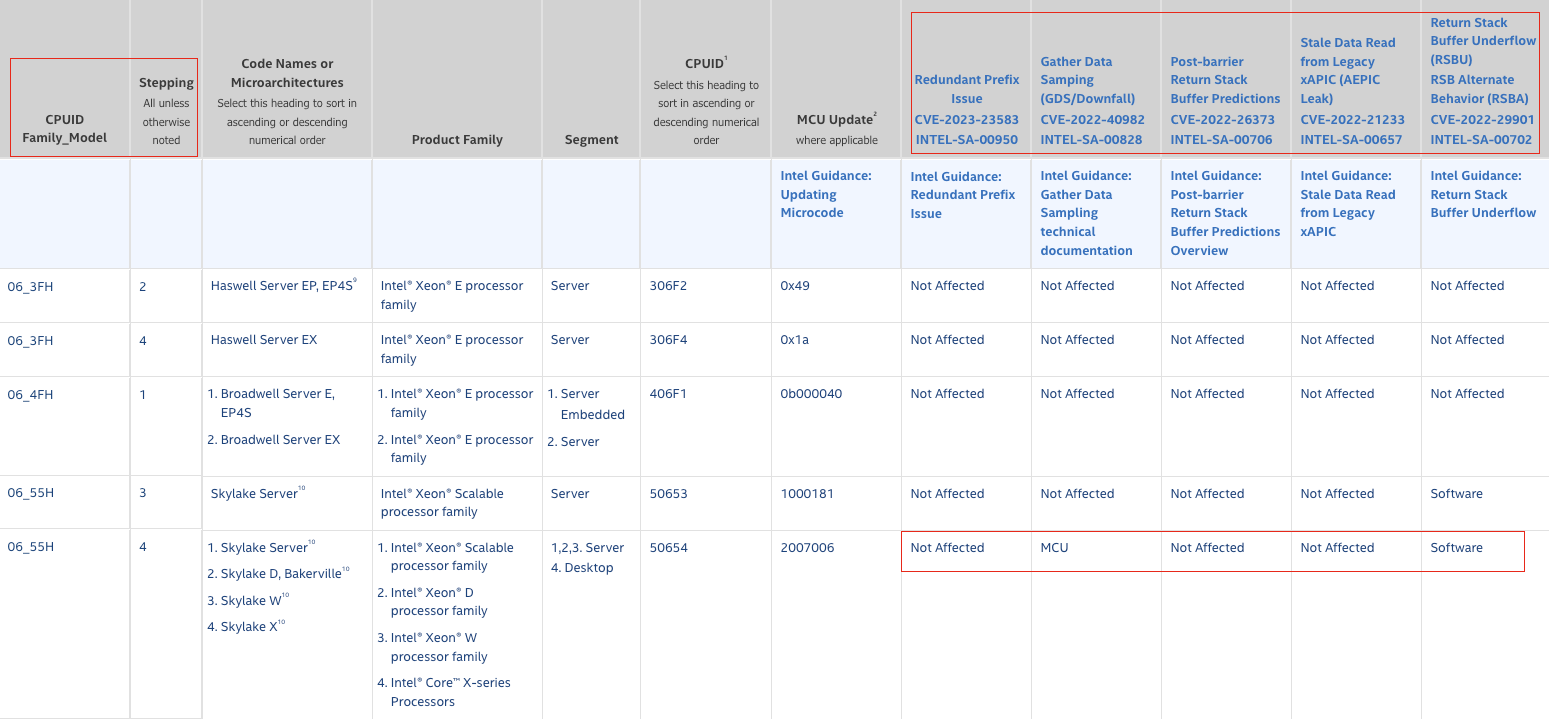 CPUID
Family_Model
Stepping
All unless
otherwise
noted
Code Names or
Microarchitectures
Select this heading to sort in
ascending or descending
numerical order
Product Family
Segment
CPUID¹
Select this heading to
sort in ascending or
descending numerical
order
MCU Update²
where applicable
Redundant Prefix
Issue
CVE-2023-23583
INTEL-SA-00950
Gather Data
Sampling
(GDS/Downfall)
CVE-2022-40982
INTEL-SA-00828
Post-barrier
Return Stack
Buffer Predictions
CVE-2022-26373
INTEL-SA-00706
Stale Data Read
from Legacy
xAPIC (AEPIC
Leak)
CVE-2022-21233
INTEL-SA-00657
Return Stack
Buffer Underflow
(RSBU)
RSB Alternate
Behavior (RSBA)
CVE-2022-29901
INTEL-SA-00702
Intel Guidance:
Updating
Microcode
Intel Guidance:
Redundant Prefix
Issue
Intel Guidance:
Gather Data
Sampling
technical
documentation
Intel Guidance:
Post-barrier
Return Stack
Buffer Predictions
Overview
Intel Guidance:
Stale Data Read
from Legacy
xAPIC
Intel Guidance:
Return Stack
Buffer Underflow
06_3FH
2
Haswell Server EP, EP4S⁹
Intel® Xeon® E processor
family
Server
306F2
0x49
Not Affected
Not Affected
Not Affected
Not Affected
Not Affected
06_3FH
4
Haswell Server EX
Intel® Xeon® E processor
family
Server
306F4
0x1a
Not Affected
Not Affected
Not Affected
Not Affected
Not Affected
06_4FH
1
1. Broadwell Server E,
EP4S
2. Broadwell Server EX
1. Intel® Xeon® E processor
family
2. Intel® Xeon® E processor
family
1. Server
Embedded
2. Server
406F1
0b000040
Not Affected
Not Affected
Not Affected
Not Affected
Not Affected
06_55H
3
Skylake Server¹⁰
Intel® Xeon® Scalable
processor family
Server
50653
1000181
Not Affected
Not Affected
Not Affected
Not Affected
Software
06_55H
4
1. Skylake Server¹⁰
2. Skylake D, Bakerville¹⁰
3. Skylake W¹⁰
4. Skylake X¹⁰
1. Intel® Xeon® Scalable
processor family
2. Intel® Xeon® D
processor family
3. Intel® Xeon® W
processor family
4. Intel® Core™ X-series
Processors
1,2,3. Server
4. Desktop
50654
2007006
Not Affected
MCU
Not Affected
Not Affected
Software